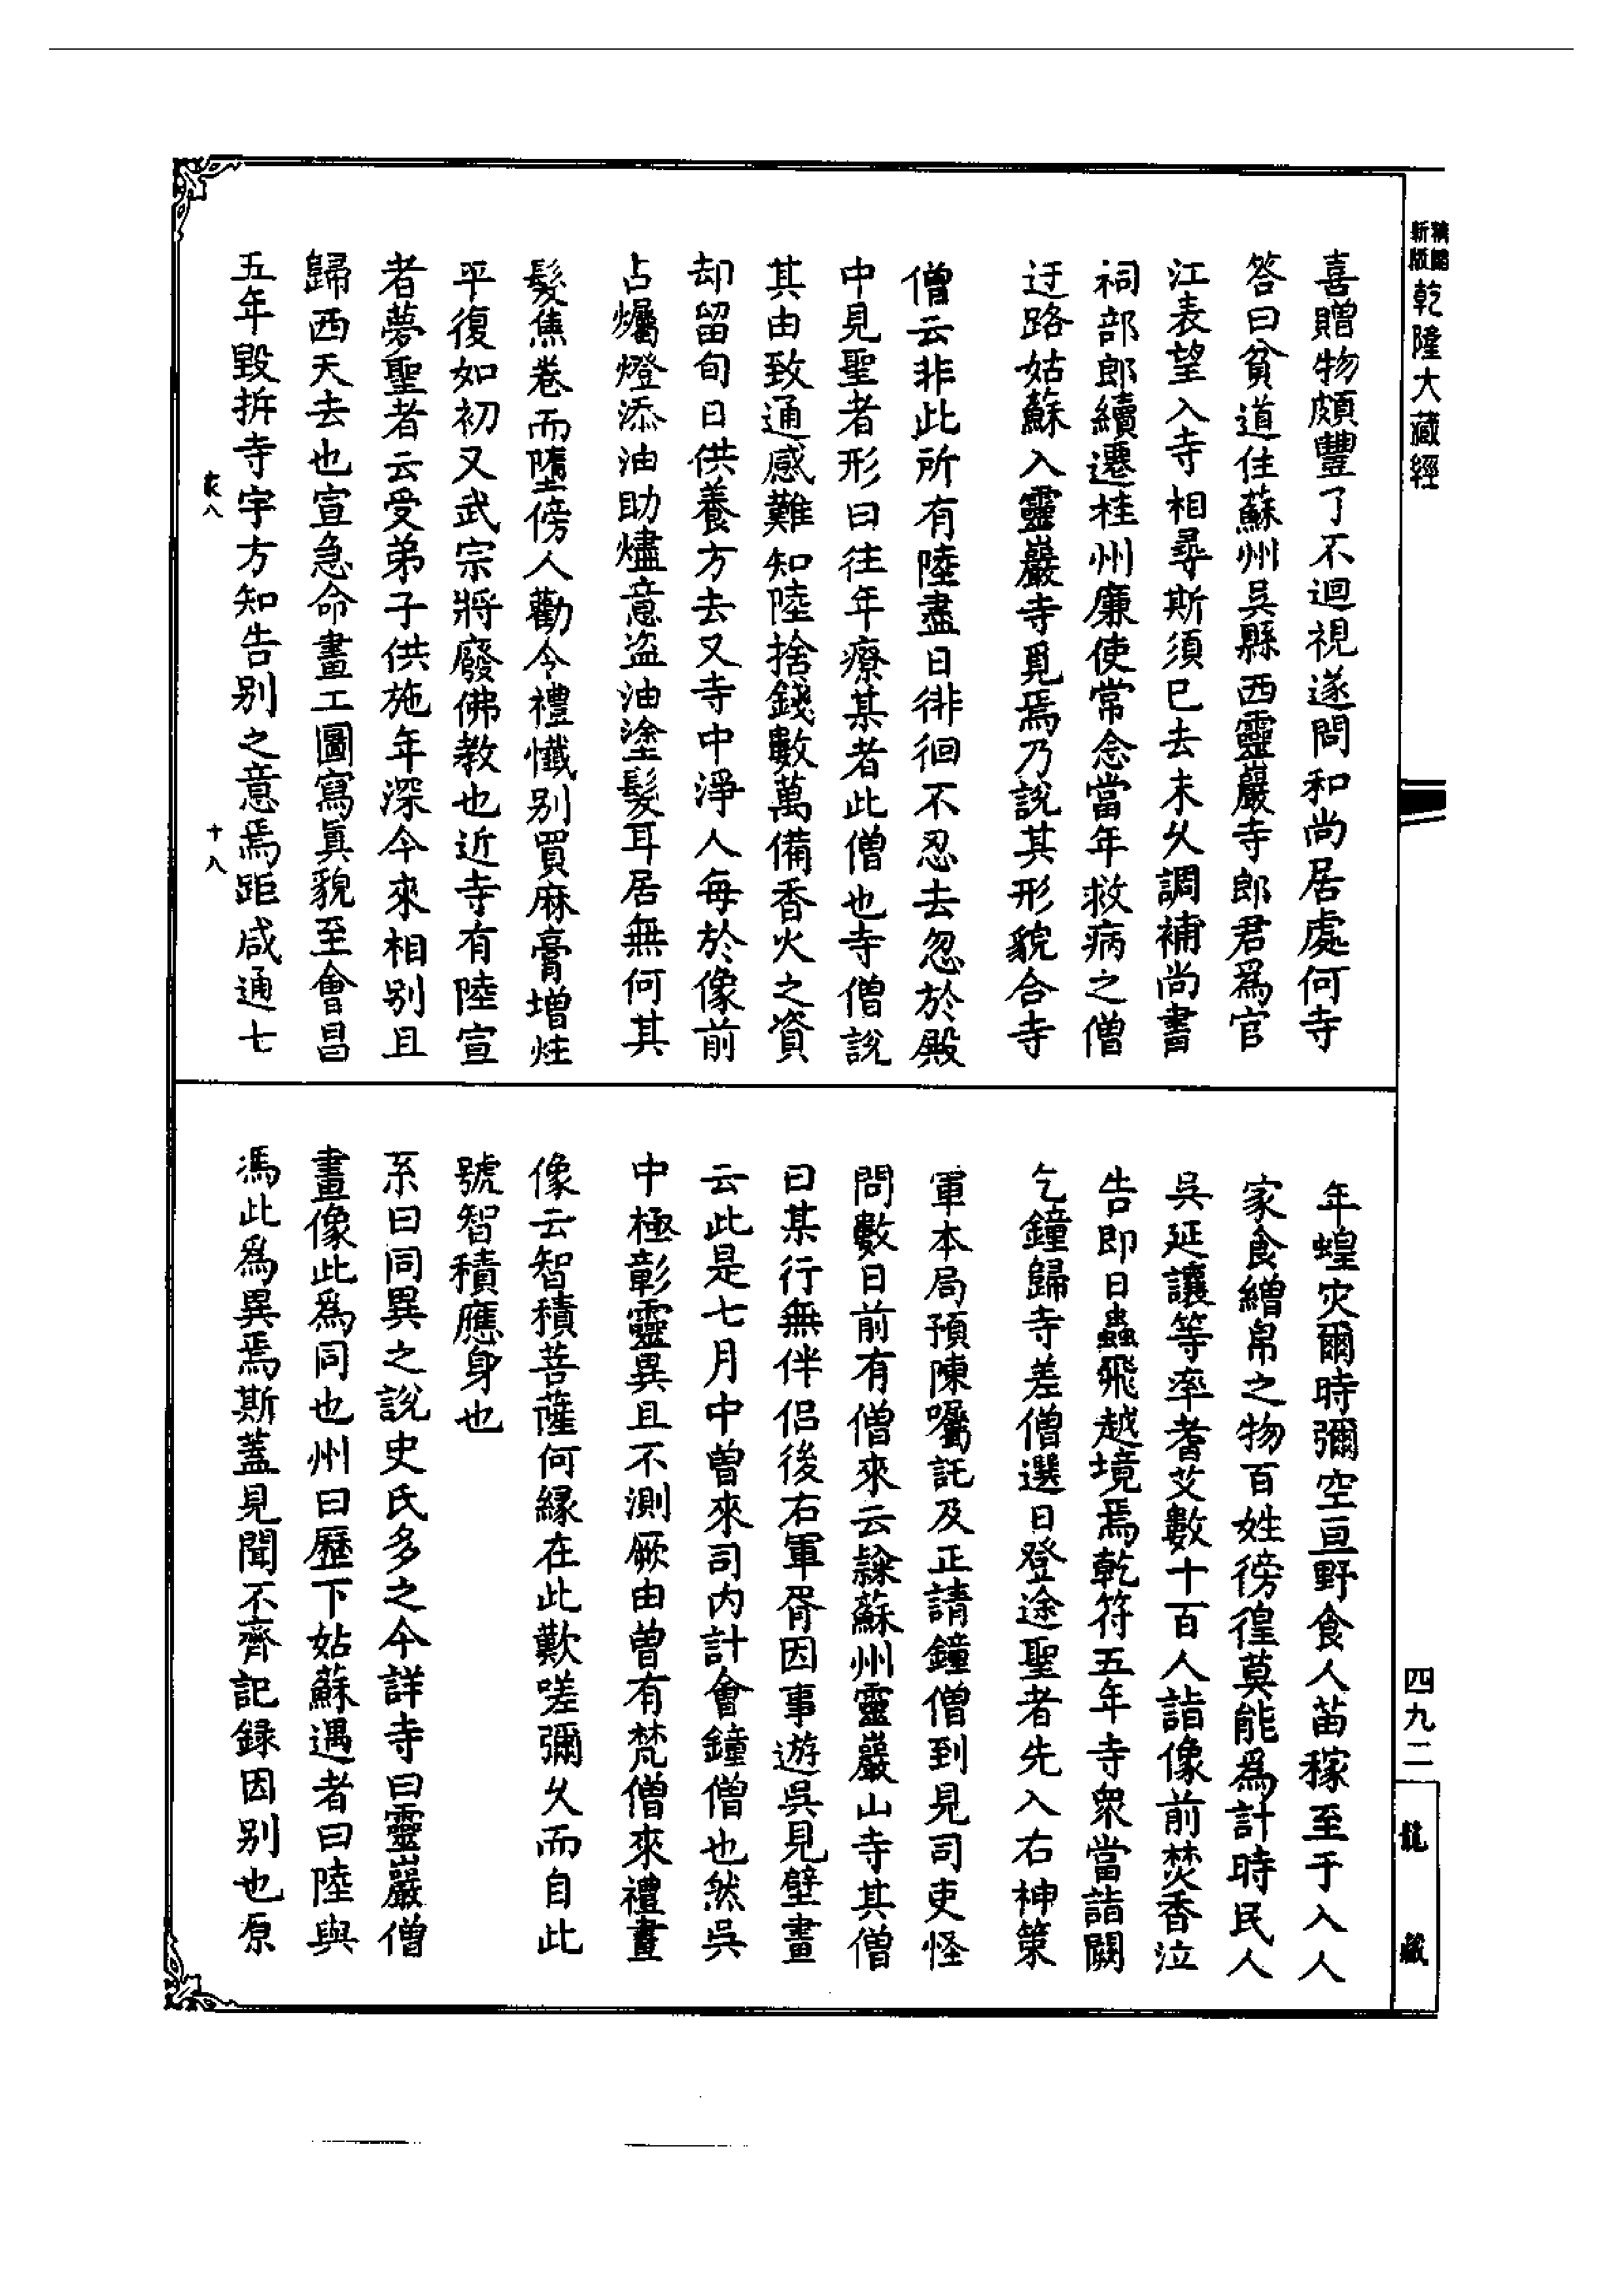 新版
精縮
乾隆大藏經
喜贈物頗豐了不迴視遂問和尚居處何寺
答曰貧道住蘇州吳縣西靈巖寺郎君爲官
江表望入寺相尋斯須已去未久調補尚書
祠部郎續遷桂州廉使常念當年救病之僧
迂路姑蘇入靈巖寺覓焉乃說其形貌合寺
僧云非此所有陸盡日徘徊不忍去忽於殿
中見聖者形曰往年療某者此僧也寺僧說
其由致通感難知陸捨錢數萬備香火之資
却留旬日供養方去又寺中淨人每於像前
占爥燈添油助燼意盜油塗髮耳居無何其
髮焦卷而墮傍人勸令禮懺别買麻膏增炷
平復如初又武宗將廢佛教也近寺有陸宣
者夢聖者云受弟子供施年深今來相别且
歸西天去也宣急命畫工圖寫眞貌至會昌
五年毀拆寺宇方知告别之意焉距咸通七
十八
年蝗灾爾時彌空亘野食人苗稼至于入人
家食繒帛之物百姓徬徨莫能爲計時民人
吳延讓等率耆艾數十百人詣像前焚香泣
告即日蟲飛越境焉乾符五年寺衆當詣闕
乞鐘歸寺差僧選日登途聖者先入右神策
軍本局預陳囑託及正請鐘僧到見司吏怪
問數日前有僧來云隸蘇州靈巖山寺其僧
曰某行無伴侣後右軍胥因事遊吳見壁畫
云此是七月中曾來司内計會鐘僧也然吳
中極彰靈異且不測厥由曾有梵僧來禮畫
像云智積菩薩何緣在此歎嗟彌久而自此
號智積應身也
系曰同異之說史氏多之今詳寺曰靈巖僧
畫像此爲同也州曰歷下姑蘇遇者曰陸與
馮此爲異焉斯蓋見聞不齊記録因别也原
四九二
龍藏